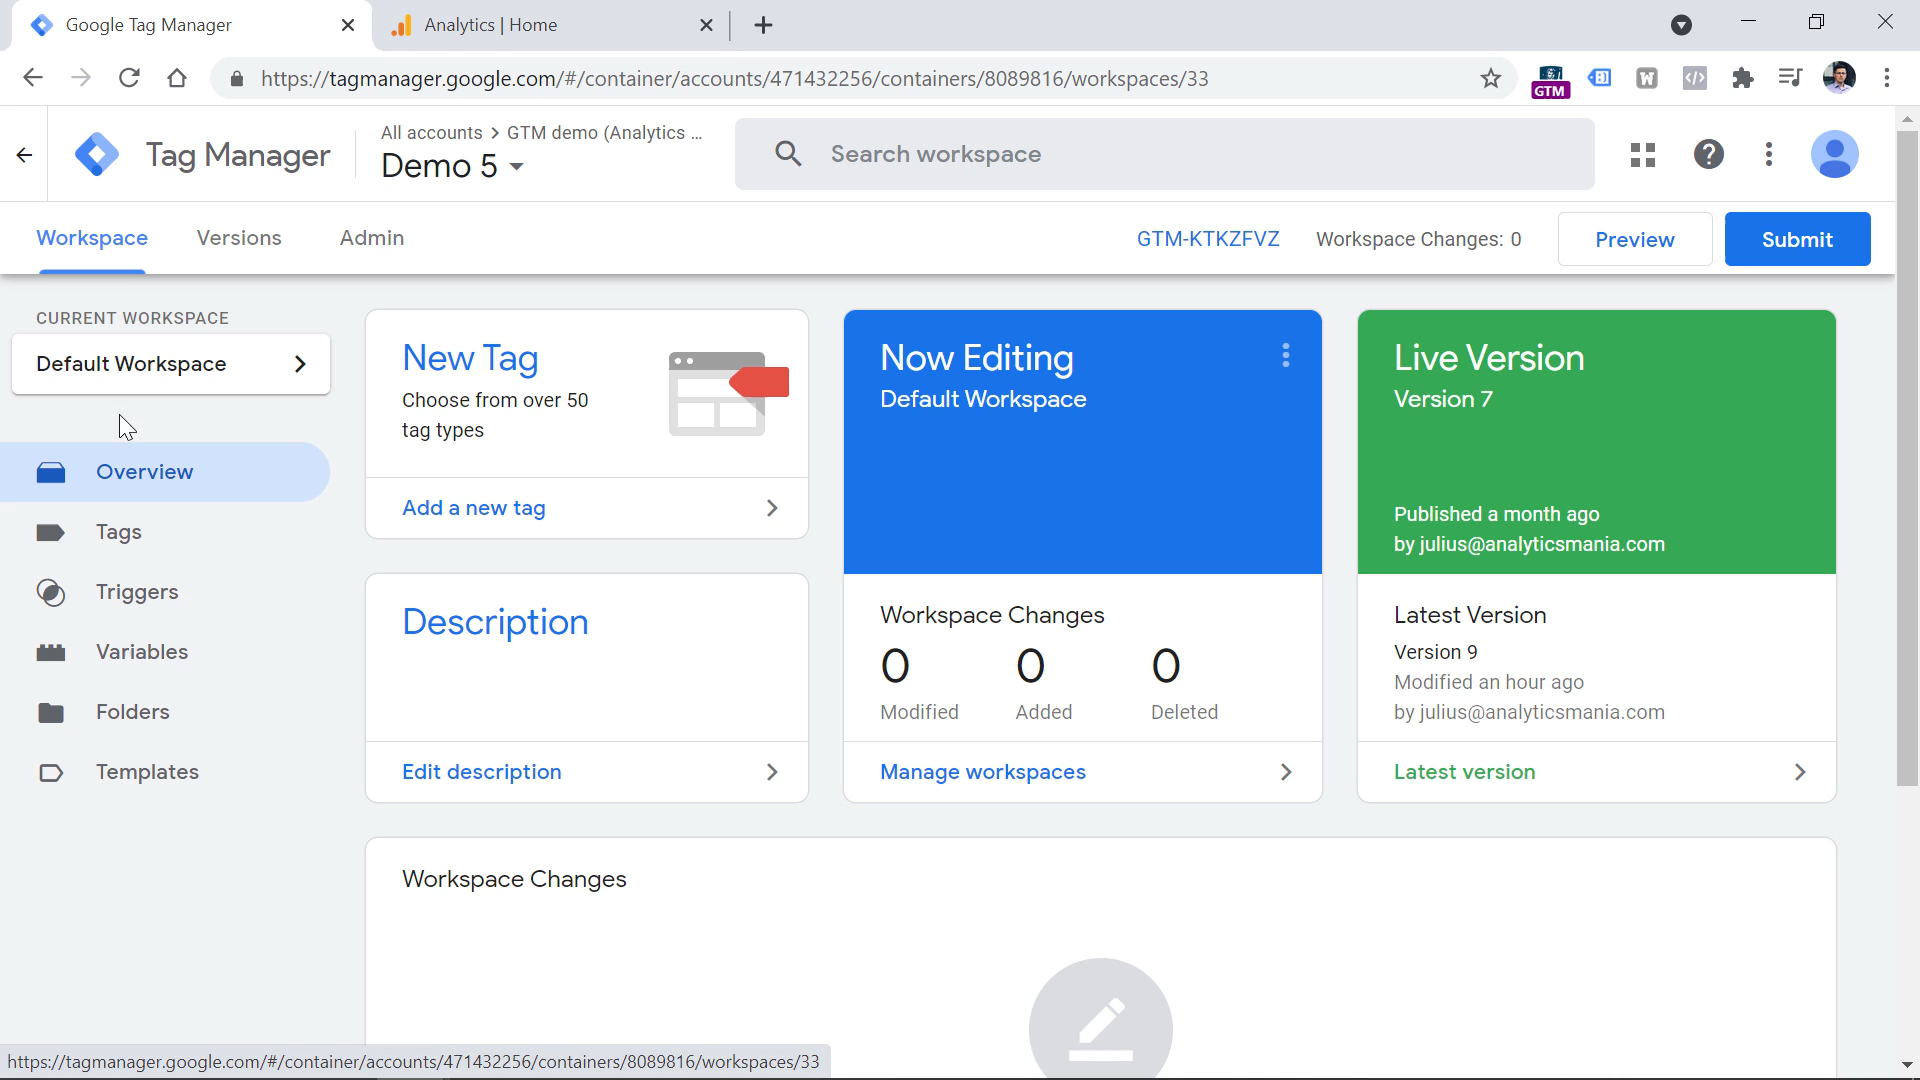 Google Tag Manager
Analytics | Home
https://tagmanager.google.com/#/container/accounts/471432256/containers/8089816/workspaces/33
GTM
Tag Manager
All accounts > GTM demo (Analytics ...
Demo 5
Search workspace
Workspace
Versions
Admin
GTM-KTKZFVZ
Workspace Changes: 0
Preview
Submit
CURRENT WORKSPACE
Default Workspace
Overview
Tags
Triggers
Variables
Folders
Templates
New Tag
Choose from over 50
tag types
Add a new tag
Description
Edit description
Now Editing
Default Workspace
Workspace Changes
0 0 0
Modified Added Deleted
Manage workspaces
Live Version
Version 7
Published a month ago
by julius@analyticsmania.com
Latest Version
Version 9
Modified an hour ago
by julius@analyticsmania.com
Latest version
Workspace Changes
https://tagmanager.google.com/#/container/accounts/471432256/containers/8089816/workspaces/33